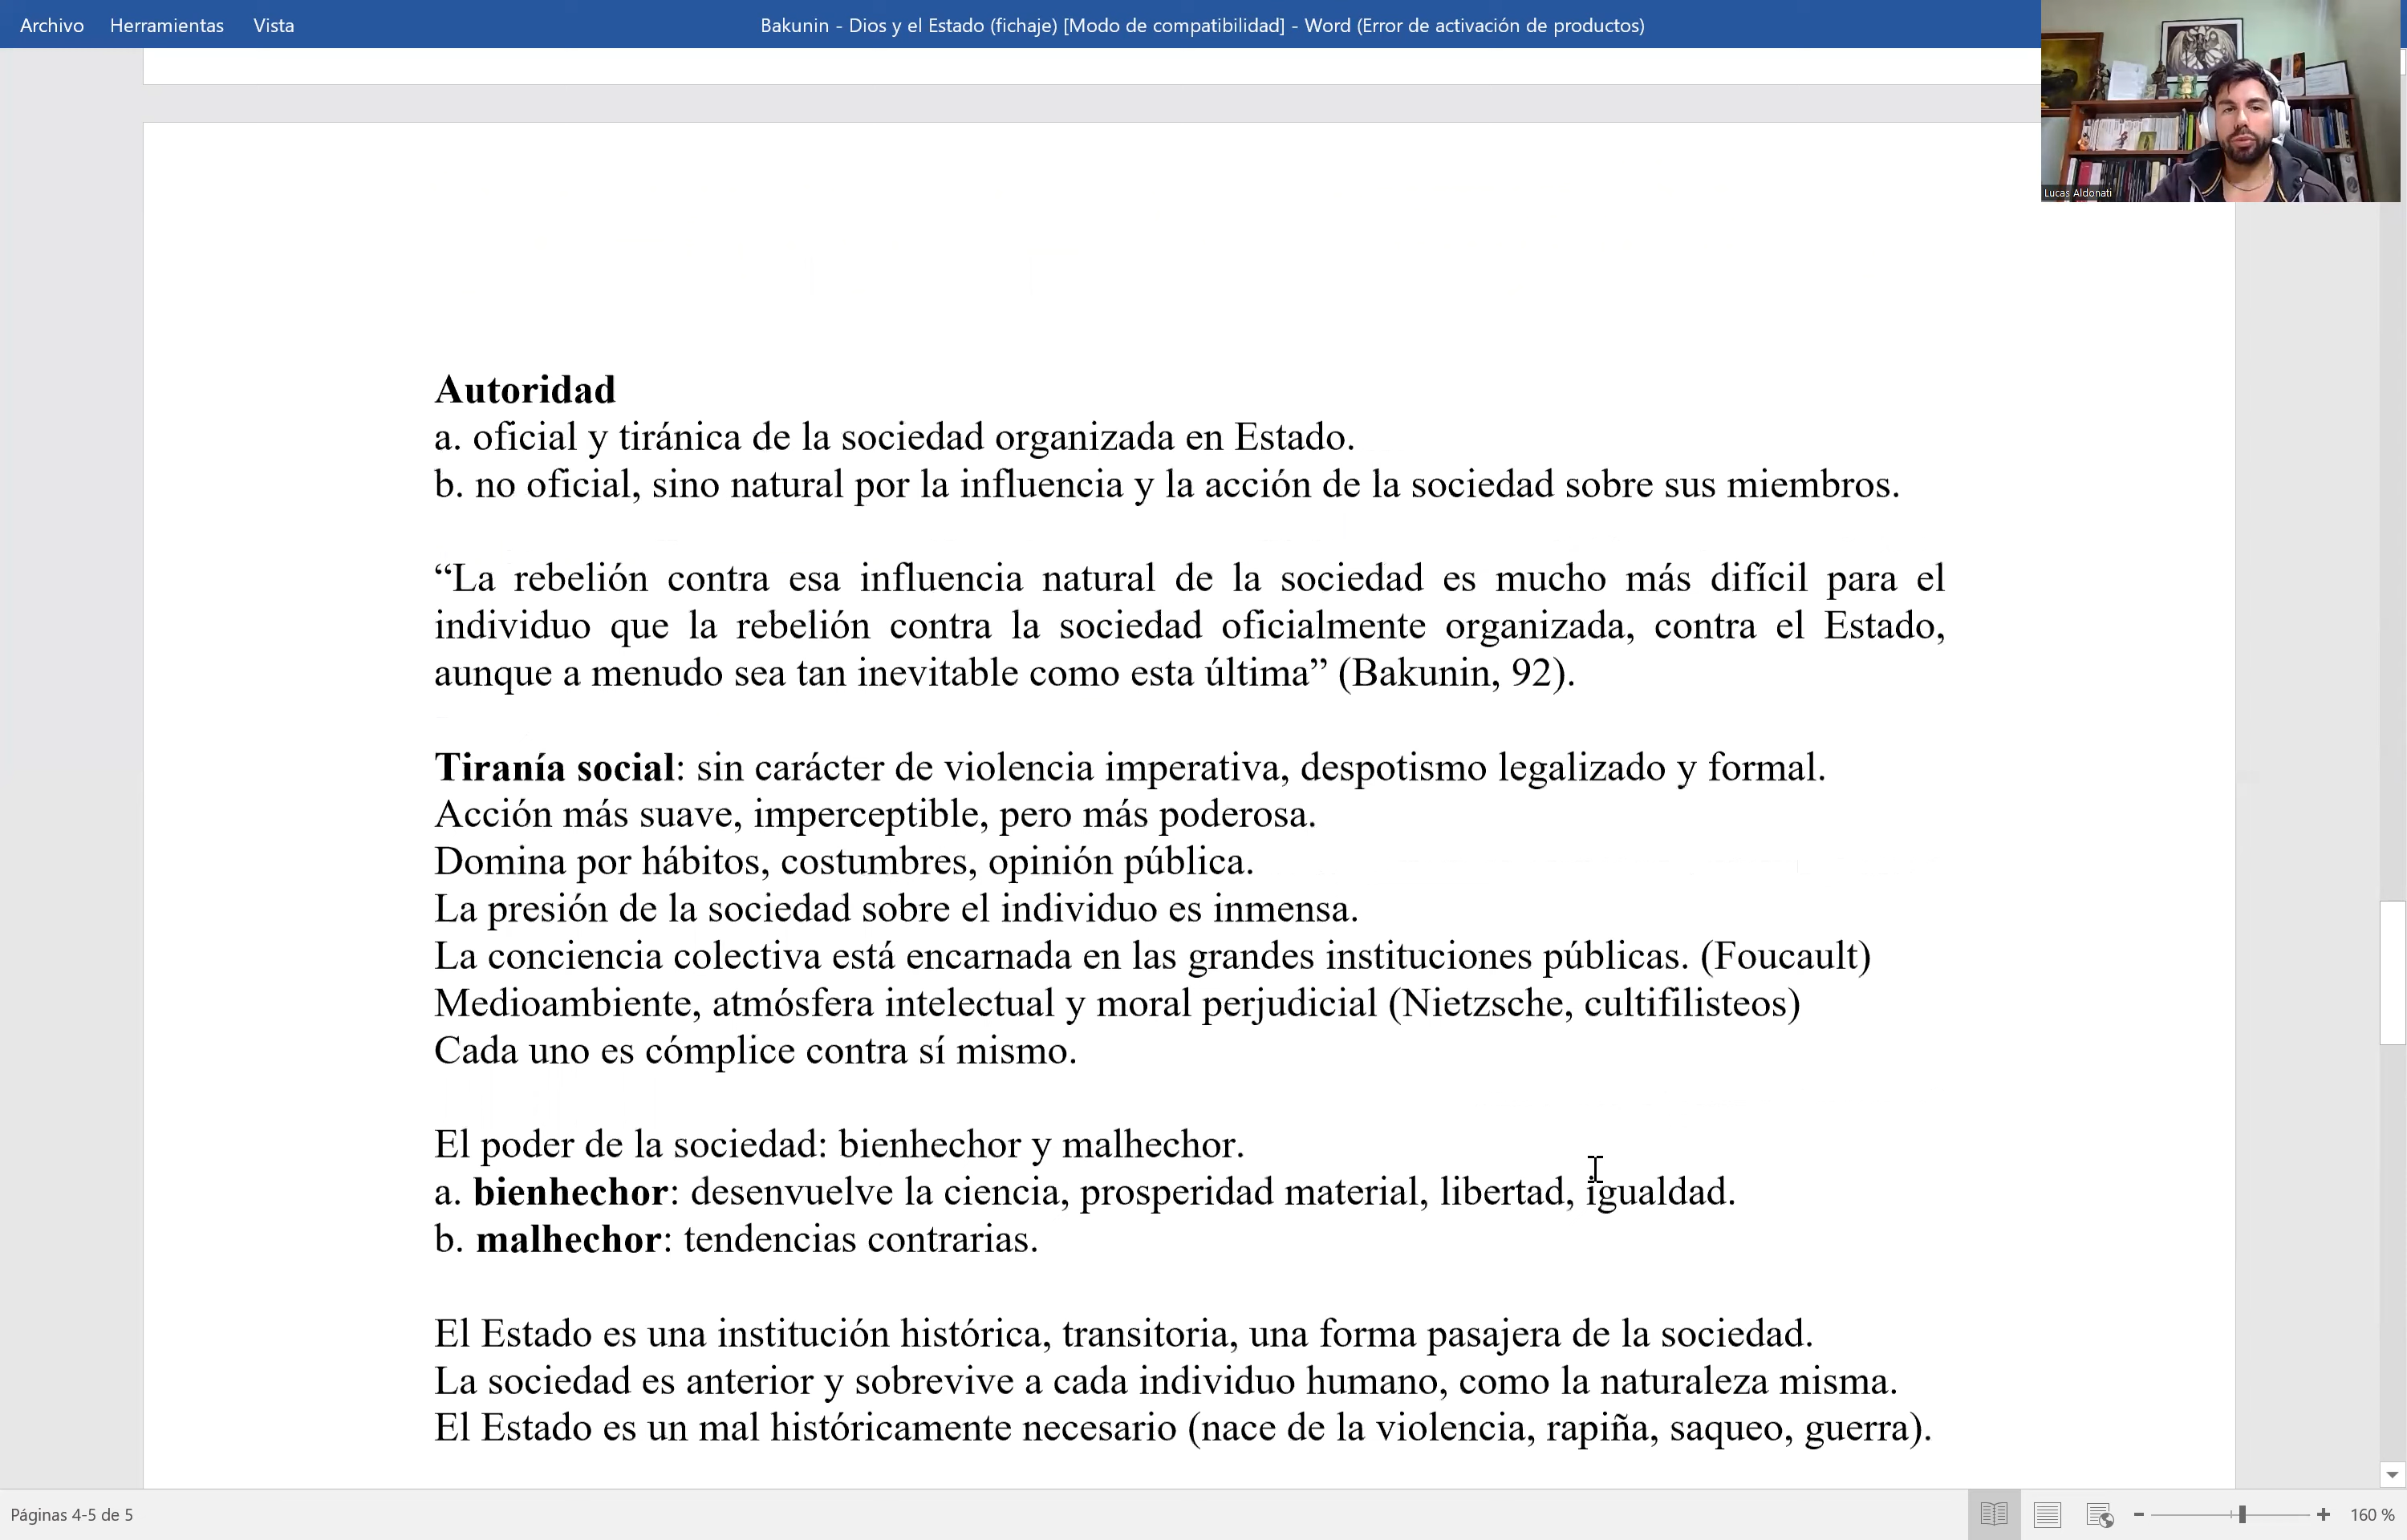 Archivo Herramientas Vista Bakunin - Dios y el Estado (fichaje) [Modo de compatibilidad] - Word (Error de activación de productos)
Lucas Aldonati
Autoridad
a. oficial y tiránica de la sociedad organizada en Estado.
b. no oficial, sino natural por la influencia y la acción de la sociedad sobre sus miembros.
“La rebelión contra esa influencia natural de la sociedad es mucho más difícil para el
individuo que la rebelión contra la sociedad oficialmente organizada, contra el Estado,
aunque a menudo sea tan inevitable como esta última” (Bakunin, 92).
Tiranía social: sin carácter de violencia imperativa, despotismo legalizado y formal.
Acción más suave, imperceptible, pero más poderosa.
Domina por hábitos, costumbres, opinión pública.
La presión de la sociedad sobre el individuo es inmensa.
La conciencia colectiva está encarnada en las grandes instituciones públicas. (Foucault)
Medioambiente, atmósfera intelectual y moral perjudicial (Nietzsche, cultifilisteos)
Cada uno es cómplice contra sí mismo.
El poder de la sociedad: bienhechor y malhechor.
a. bienhechor: desenvuelve la ciencia, prosperidad material, libertad, igualdad.
b. malhechor: tendencias contrarias.
El Estado es una institución histórica, transitoria, una forma pasajera de la sociedad.
La sociedad es anterior y sobrevive a cada individuo humano, como la naturaleza misma.
El Estado es un mal históricamente necesario (nace de la violencia, rapiña, saqueo, guerra).
Páginas 4-5 de 5 160 %